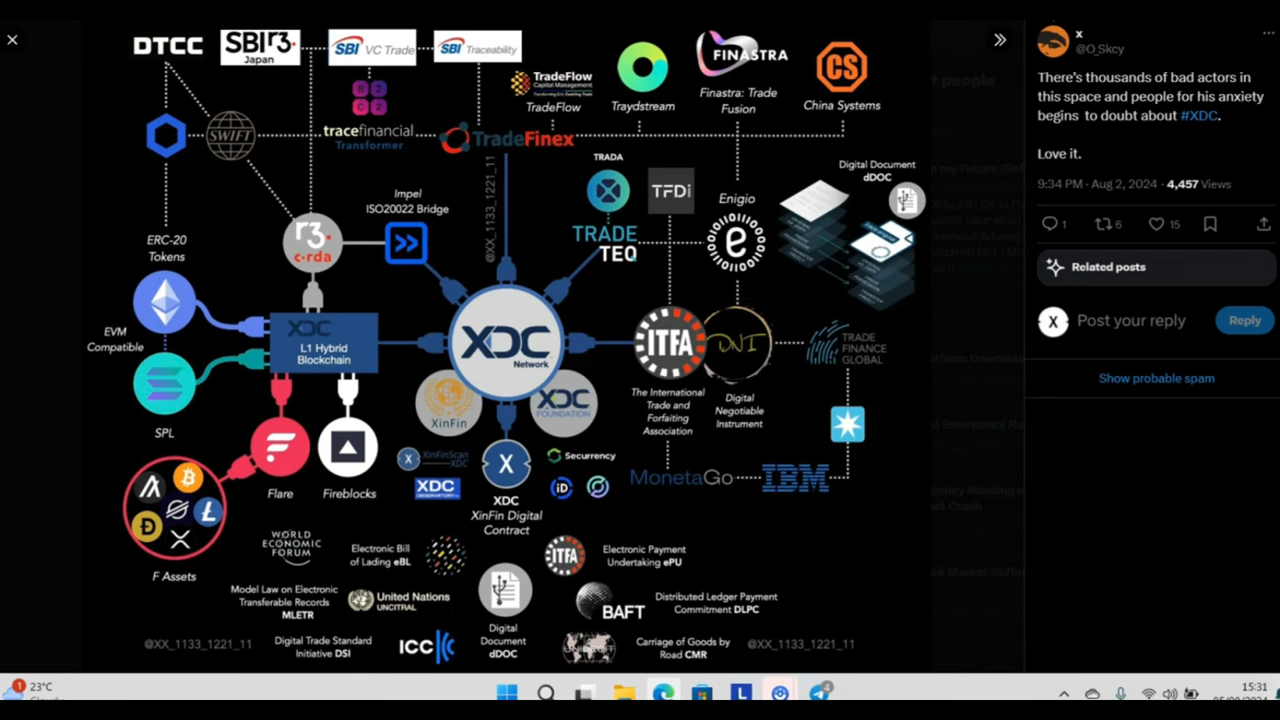 DTCC
SBI r3.
Japan
SBI VC Trade
SBI Traceability
TradeFlow
Capital Management
TradeFlow
Traydstream
FINASTRA
Finastra: Trade
Fusion
CS
China Systems
SWIFT
B2
C2
tracefinancial
Transformer
TradeFinex
@XX_1133_1221_11
TRADA
TFDi
Digital Document
dDOC
Impel
ISO20022 Bridge
Enigio
e
r3.
c·rda
TRADE
TEQ
ERC-20
Tokens
EVM
Compatible
XDC
L1 Hybrid
Blockchain
XDC
Network
ITFA
DNI
TRADE
FINANCE
GLOBAL
The International
Trade and
Forfaiting
Association
Digital
Negotiable
Instrument
SPL
XinFin
XDC
FOUNDATION
Flare
Fireblocks
XinFinScan
XDC
XDC
OBSERVATORY
X
XDC
XinFin Digital
Contract
Securrency
iD
MonetaGo
IBM
F Assets
WORLD
ECONOMIC
FORUM
Electronic Bill
of Lading eBL
ITFA
Electronic Payment
Undertaking ePU
Model Law on Electronic
Transferable Records
MLETR
United Nations
UNCITRAL
Digital
Document
dDOC
BAFT
Distributed Ledger Payment
Commitment DLPC
@XX_1133_1221_11
Digital Trade Standard
Initiative DSI
ICC
Carriage of Goods by
Road CMR
@XX_1133_1221_11
x
@O_Skcy
There's thousands of bad actors in
this space and people for his anxiety
begins to doubt about #XDC.
Love it.
9:34 PM · Aug 2, 2024 · 4,457 Views
1
6
15
Related posts
X
Post your reply
Reply
Show probable spam
1
23°C
Cloudy
L
4
15:31
05/08/2024